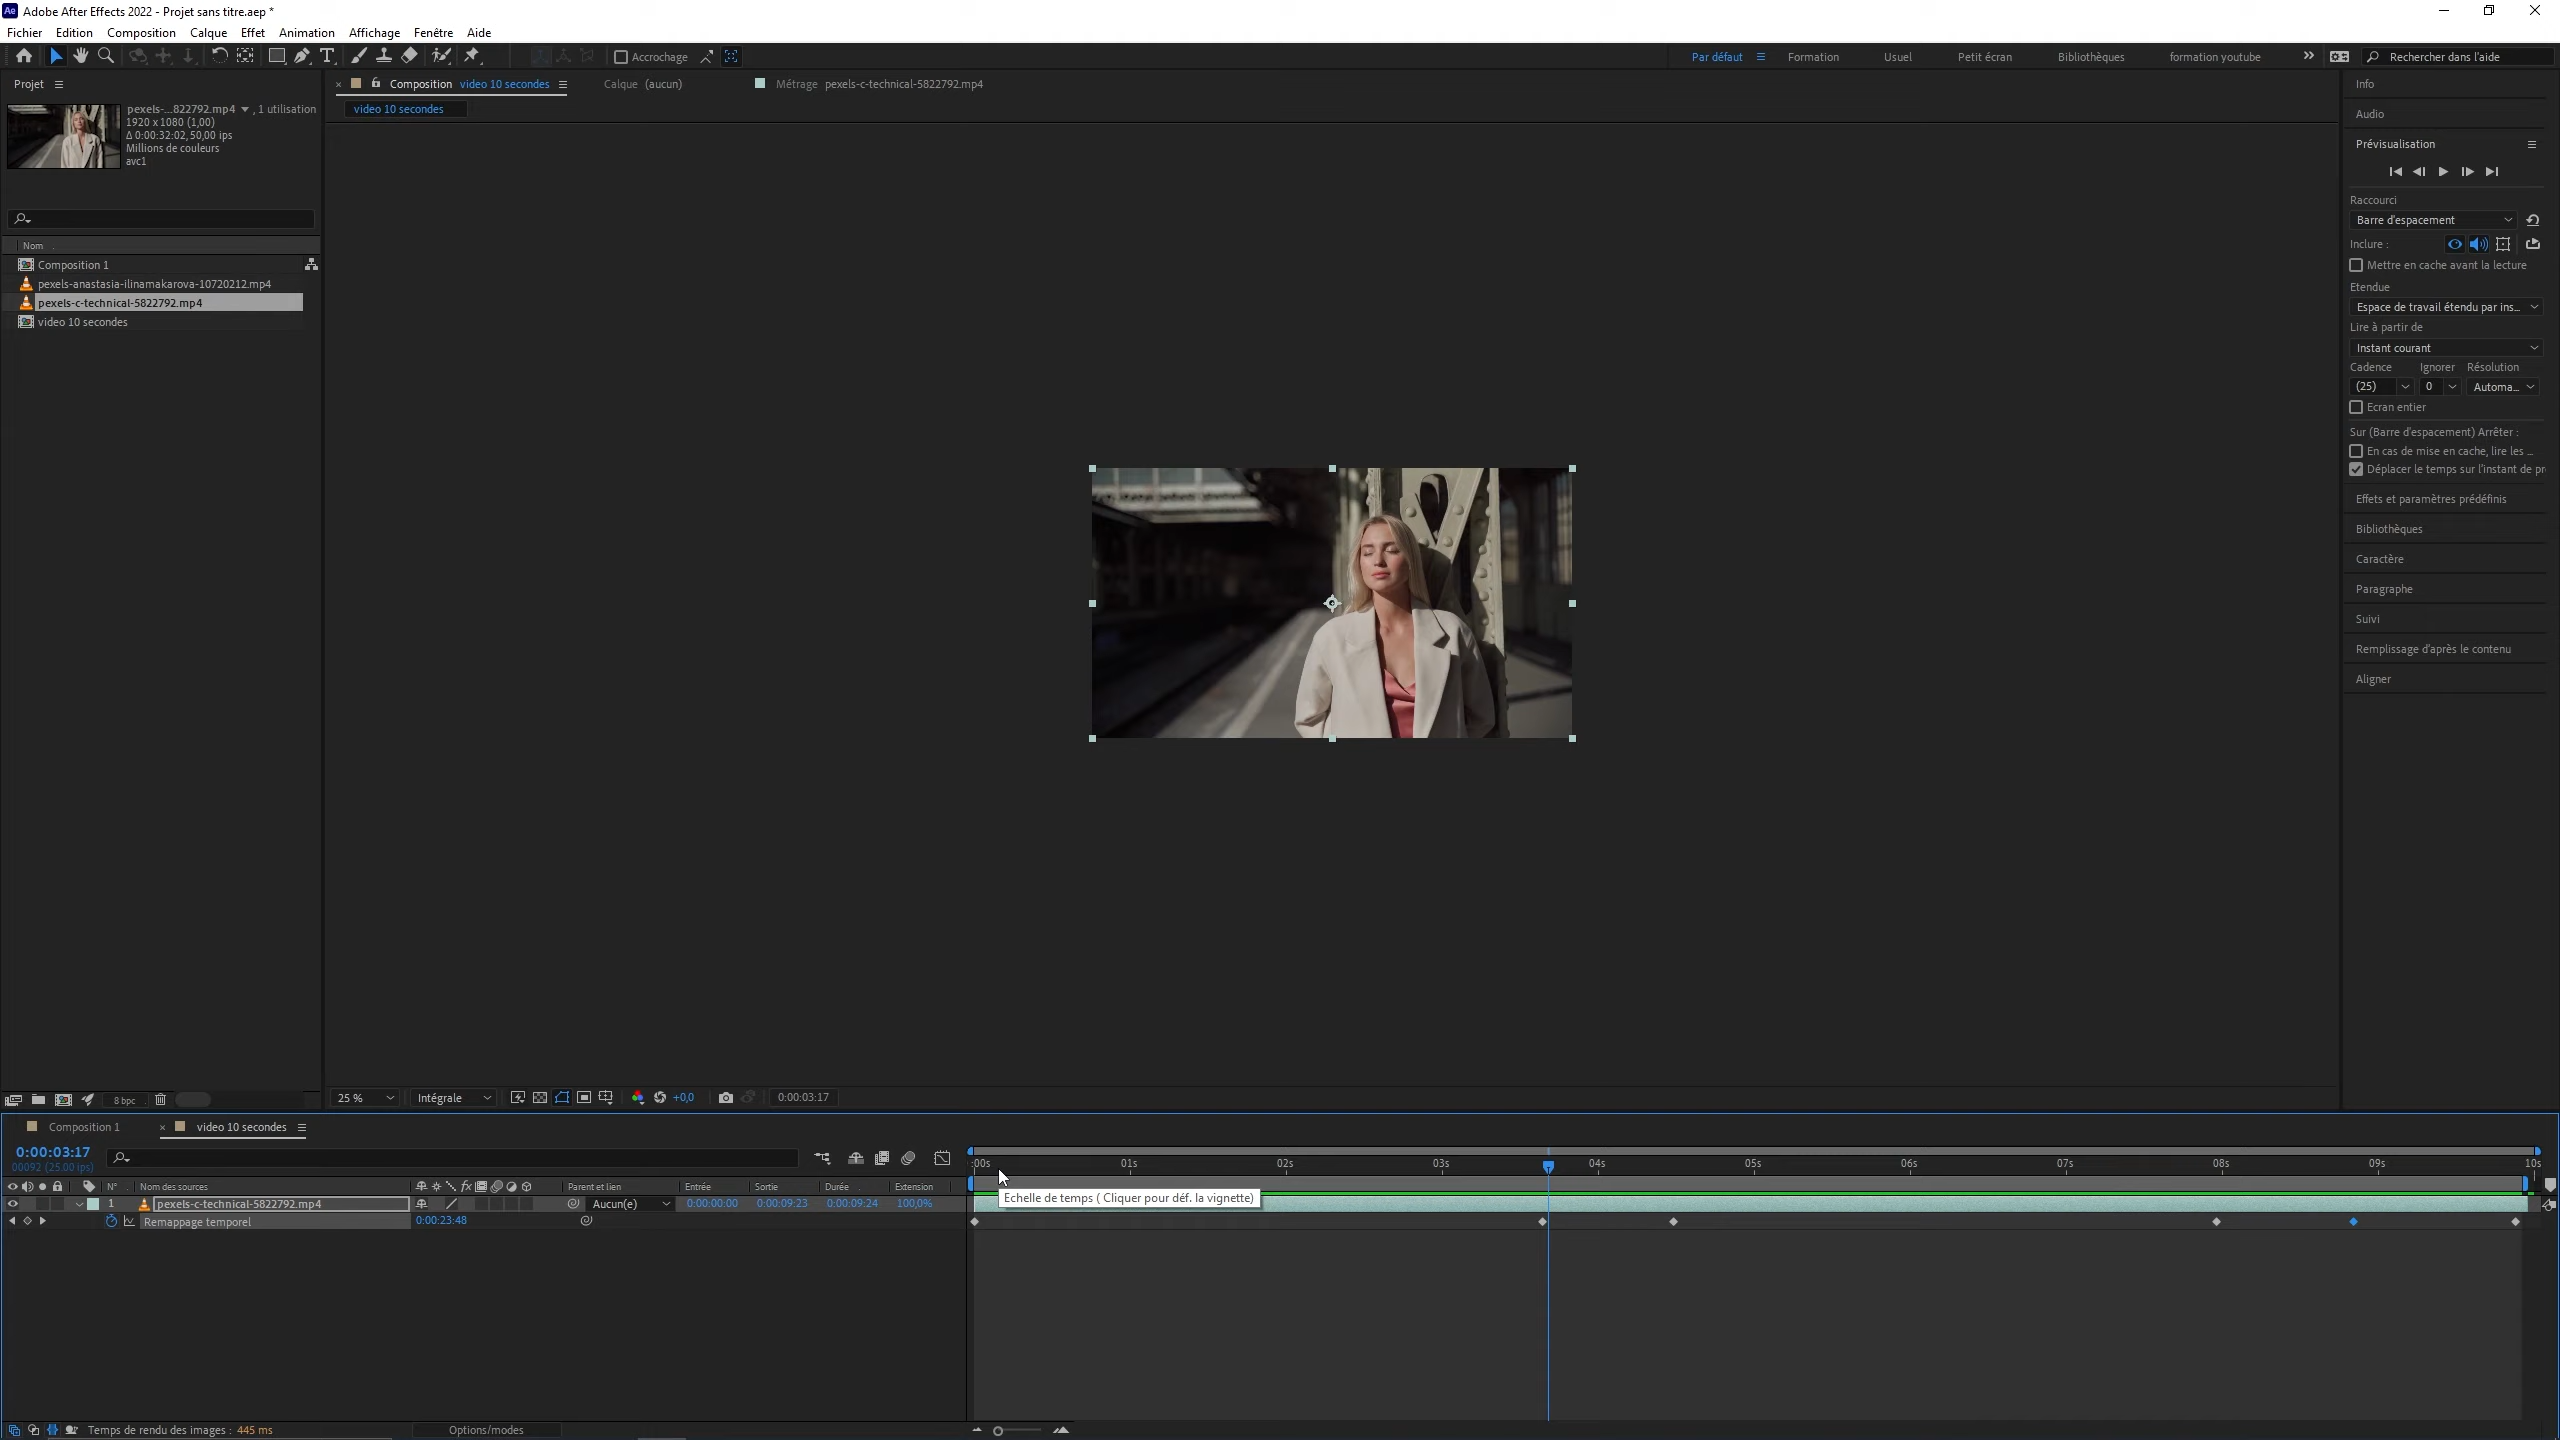 Adobe After Effects 2022 - Projet sans titre.aep *
Fichier Edition Composition Calque Effet Animation Affichage Fenêtre Aide
Accrochage
Par défaut Formation Usuel Petit écran Bibliothèques formation youtube Rechercher dans l'aide
Projet
pexels-...822792.mp4 , 1 utilisation
1920 x 1080 (1,00)
Δ 0:00:32:02, 50,00 ips
Millions de couleurs
avc1
Nom
Composition 1
pexels-anastasia-ilinamakarova-10720212.mp4
pexels-c-technical-5822792.mp4
video 10 secondes
8 bpc
Composition video 10 secondes
Calque (aucun)
Métrage pexels-c-technical-5822792.mp4
video 10 secondes
25 % Intégrale +0,0 0:00:03:17
Info
Audio
Prévisualisation
Raccourci
Barre d'espacement
Inclure :
Mettre en cache avant la lecture
Etendue
Espace de travail étendu par ins...
Lire à partir de
Instant courant
Cadence Ignorer Résolution
(25) 0 Automa...
Ecran entier
Sur (Barre d'espacement) Arrêter :
En cas de mise en cache, lire les ...
Déplacer le temps sur l'instant de pr
Effets et paramètres prédéfinis
Bibliothèques
Caractère
Paragraphe
Suivi
Remplissage d'après le contenu
Aligner
Composition 1 video 10 secondes
0:00:03:17
00092 (25.00 ips)
:00s 01s 02s 03s 04s 05s 06s 07s 08s 09s 10s
N° Nom des sources fx Parent et lien Entrée Sortie Durée Extension
1 pexels-c-technical-5822792.mp4 Aucun(e) 0:00:00:00 0:00:09:23 0:00:09:24 100,0%
Echelle de temps ( Cliquer pour déf. la vignette)
Remappage temporel 0:00:23:48
Temps de rendu des images : 445 ms
Options/modes